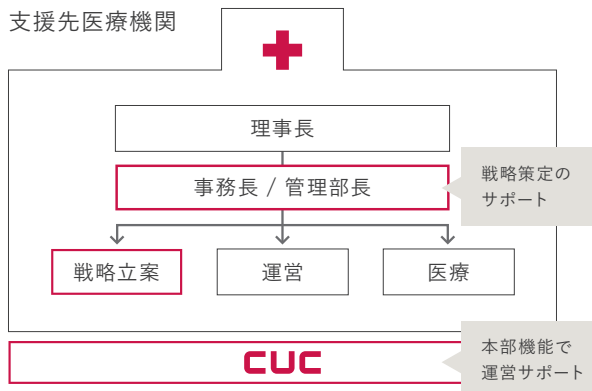 支援先医療機関
理事長
事務長 / 管理部長
戦略策定の
サポート
戦略立案
運営
医療
CUC
本部機能で
運営サポート